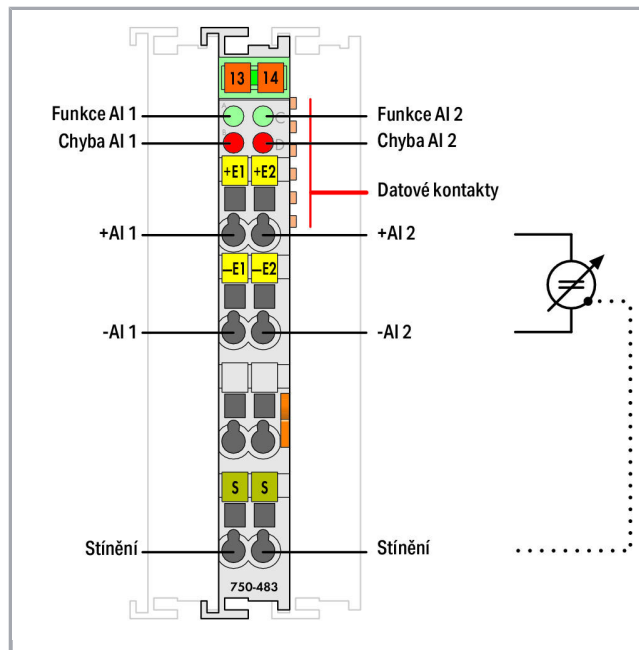 13 14
Funkce AI 1
A
C
Funkce AI 2
Chyba AI 1
D
Chyba AI 2
+E1 +E2
Datové kontakty
+AI 1
+AI 2
–E1 –E2
-AI 1
-AI 2
S S
Stínění
Stínění
750-483